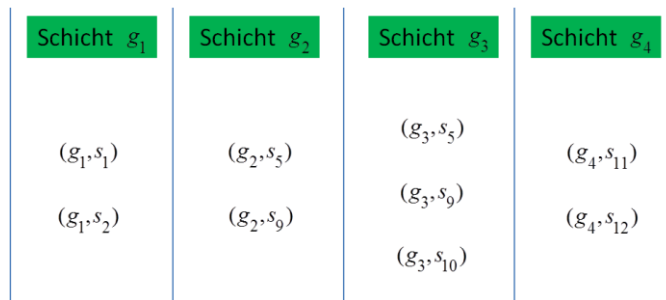 Schicht g₁
Schicht g₂
Schicht g₃
Schicht g₄
(g₁,s₁)
(g₁,s₂)
(g₂,s₅)
(g₂,s₉)
(g₃,s₅)
(g₃,s₉)
(g₃,s₁₀)
(g₄,s₁₁)
(g₄,s₁₂)